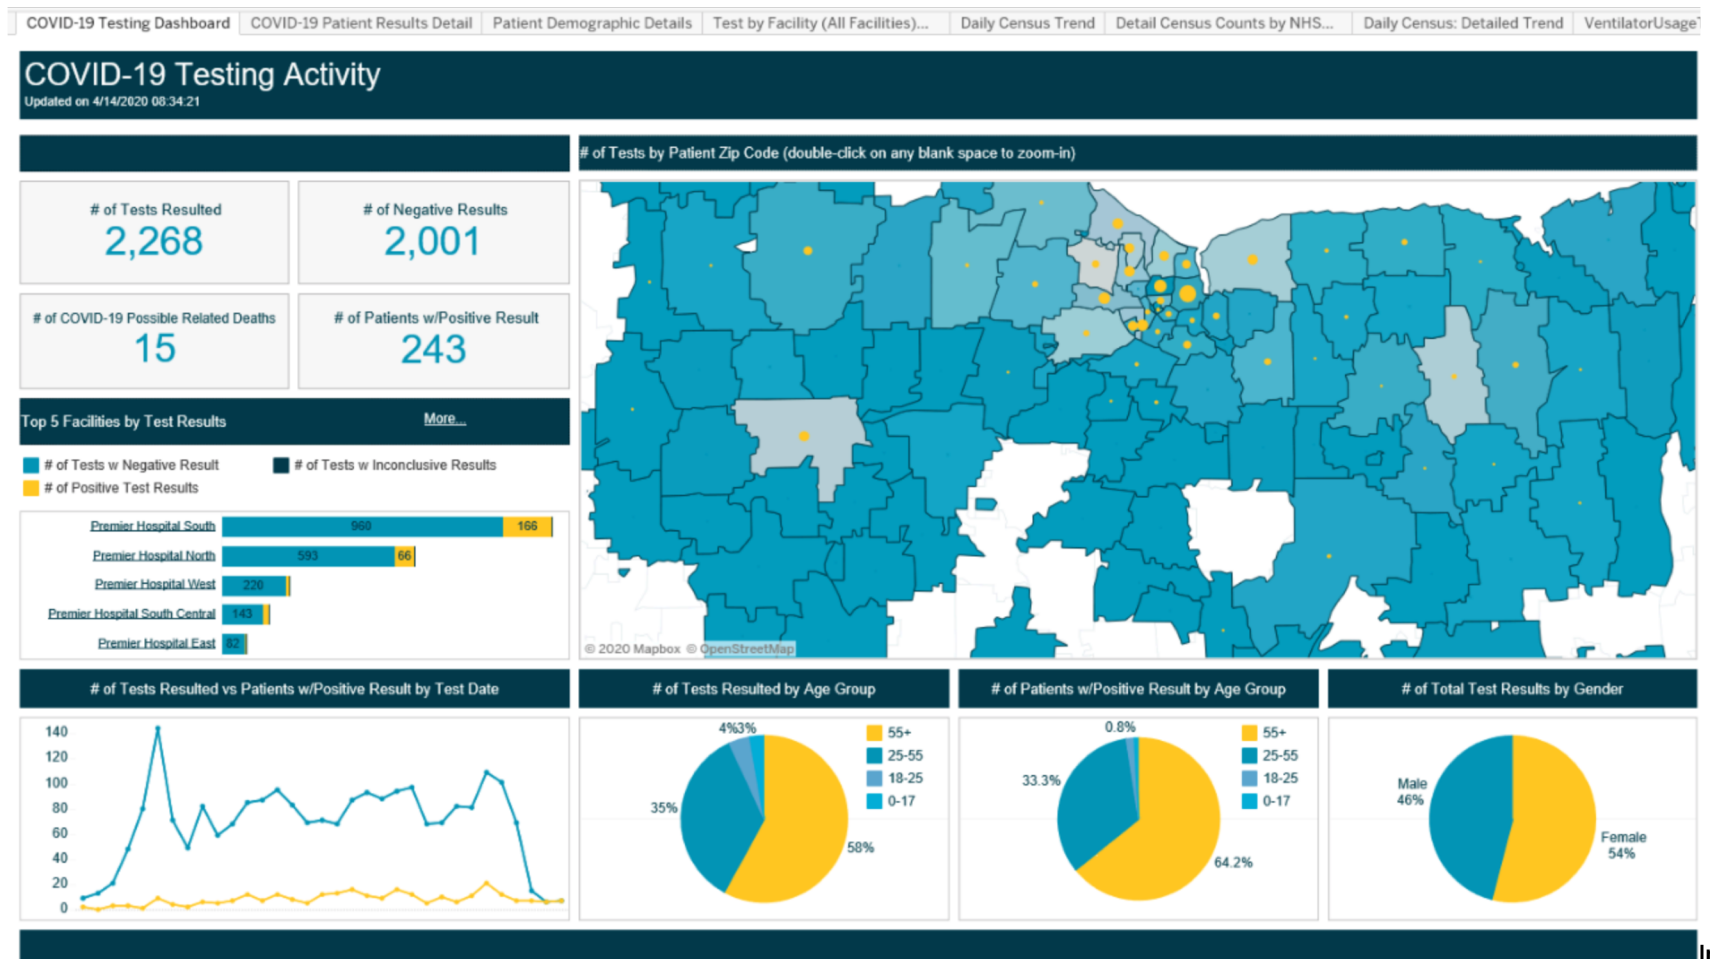 COVID-19 Testing Dashboard
COVID-19 Patient Results Detail
Patient Demographic Details
Test by Facility (All Facilities)...
Daily Census Trend
Detail Census Counts by NHS...
Daily Census: Detailed Trend
VentilatorUsageT
COVID-19 Testing Activity
Updated on 4/14/2020 08:34:21
# of Tests Resulted
2,268
# of Negative Results
2,001
# of COVID-19 Possible Related Deaths
15
# of Patients w/Positive Result
243
Top 5 Facilities by Test Results
More...
# of Tests w Negative Result
# of Tests w Inconclusive Results
# of Positive Test Results
Premier Hospital South
960
166
Premier Hospital North
593
66
Premier Hospital West
220
Premier Hospital South Central
143
Premier Hospital East
82
# of Tests by Patient Zip Code (double-click on any blank space to zoom-in)
© 2020 Mapbox © OpenStreetMap
# of Tests Resulted vs Patients w/Positive Result by Test Date
140
120
100
80
60
40
20
0
# of Tests Resulted by Age Group
4%3%
35%
58%
55+
25-55
18-25
0-17
# of Patients w/Positive Result by Age Group
0.8%
33.3%
64.2%
55+
25-55
18-25
0-17
# of Total Test Results by Gender
Male
46%
Female
54%